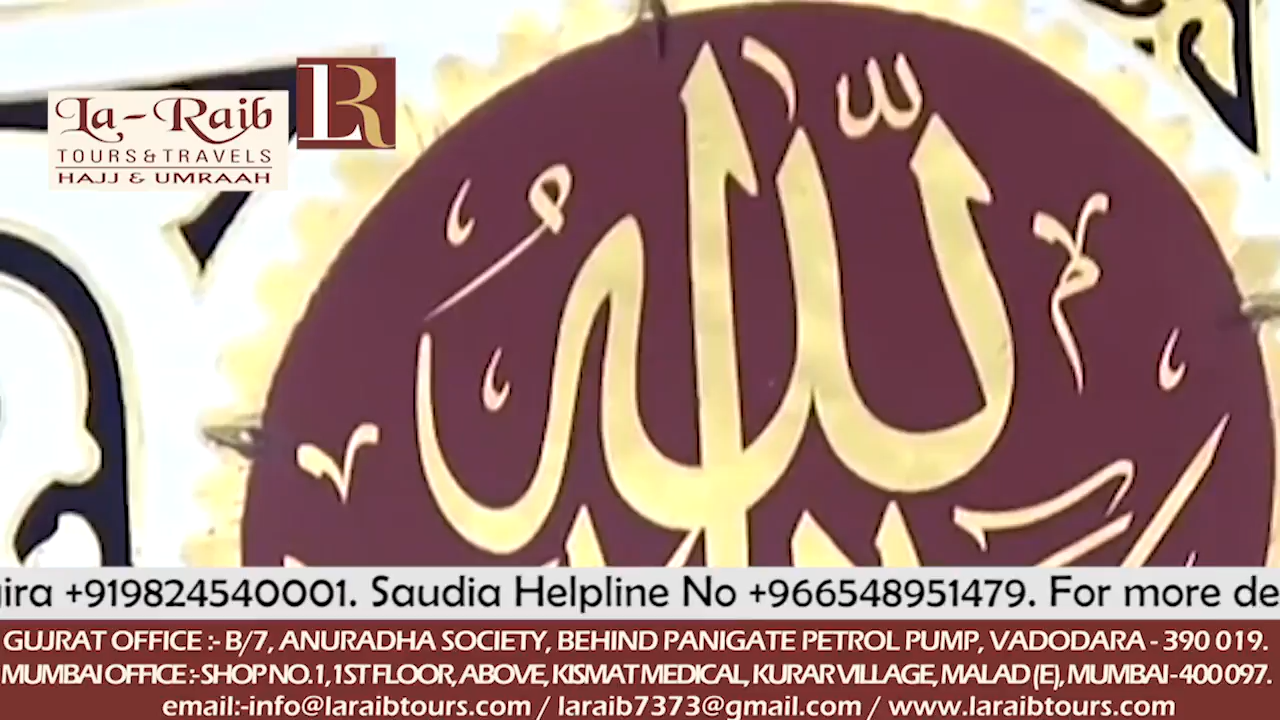 La-Raib
TOURS & TRAVELS
HAJJ & UMRAAH
LR
الله
+919824540001. Saudia Helpline No +966548951479. For more
GUJRAT OFFICE :- B/7, ANURADHA SOCIETY, BEHIND PANIGATE PETROL PUMP, VADODARA - 390 019.
MUMBAI OFFICE :- SHOP NO. 1, 1ST FLOOR, ABOVE, KISMAT MEDICAL, KURAR VILLAGE, MALAD (E), MUMBAI - 400 097.
email:-info@laraibtours.com / laraib7373@gmail.com / www.laraibtours.com